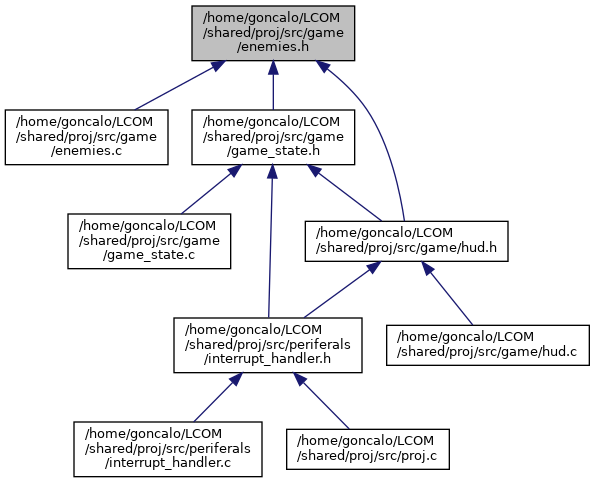 /home/goncalo/LCOM
/shared/proj/src/game
/enemies.h
/home/goncalo/LCOM
/shared/proj/src/game
/enemies.c
/home/goncalo/LCOM
/shared/proj/src/game
/game_state.h
/home/goncalo/LCOM
/shared/proj/src/game
/game_state.c
/home/goncalo/LCOM
/shared/proj/src/game/hud.h
/home/goncalo/LCOM
/shared/proj/src/periferals
/interrupt_handler.h
/home/goncalo/LCOM
/shared/proj/src/game/hud.c
/home/goncalo/LCOM
/shared/proj/src/periferals
/interrupt_handler.c
/home/goncalo/LCOM
/shared/proj/src/proj.c